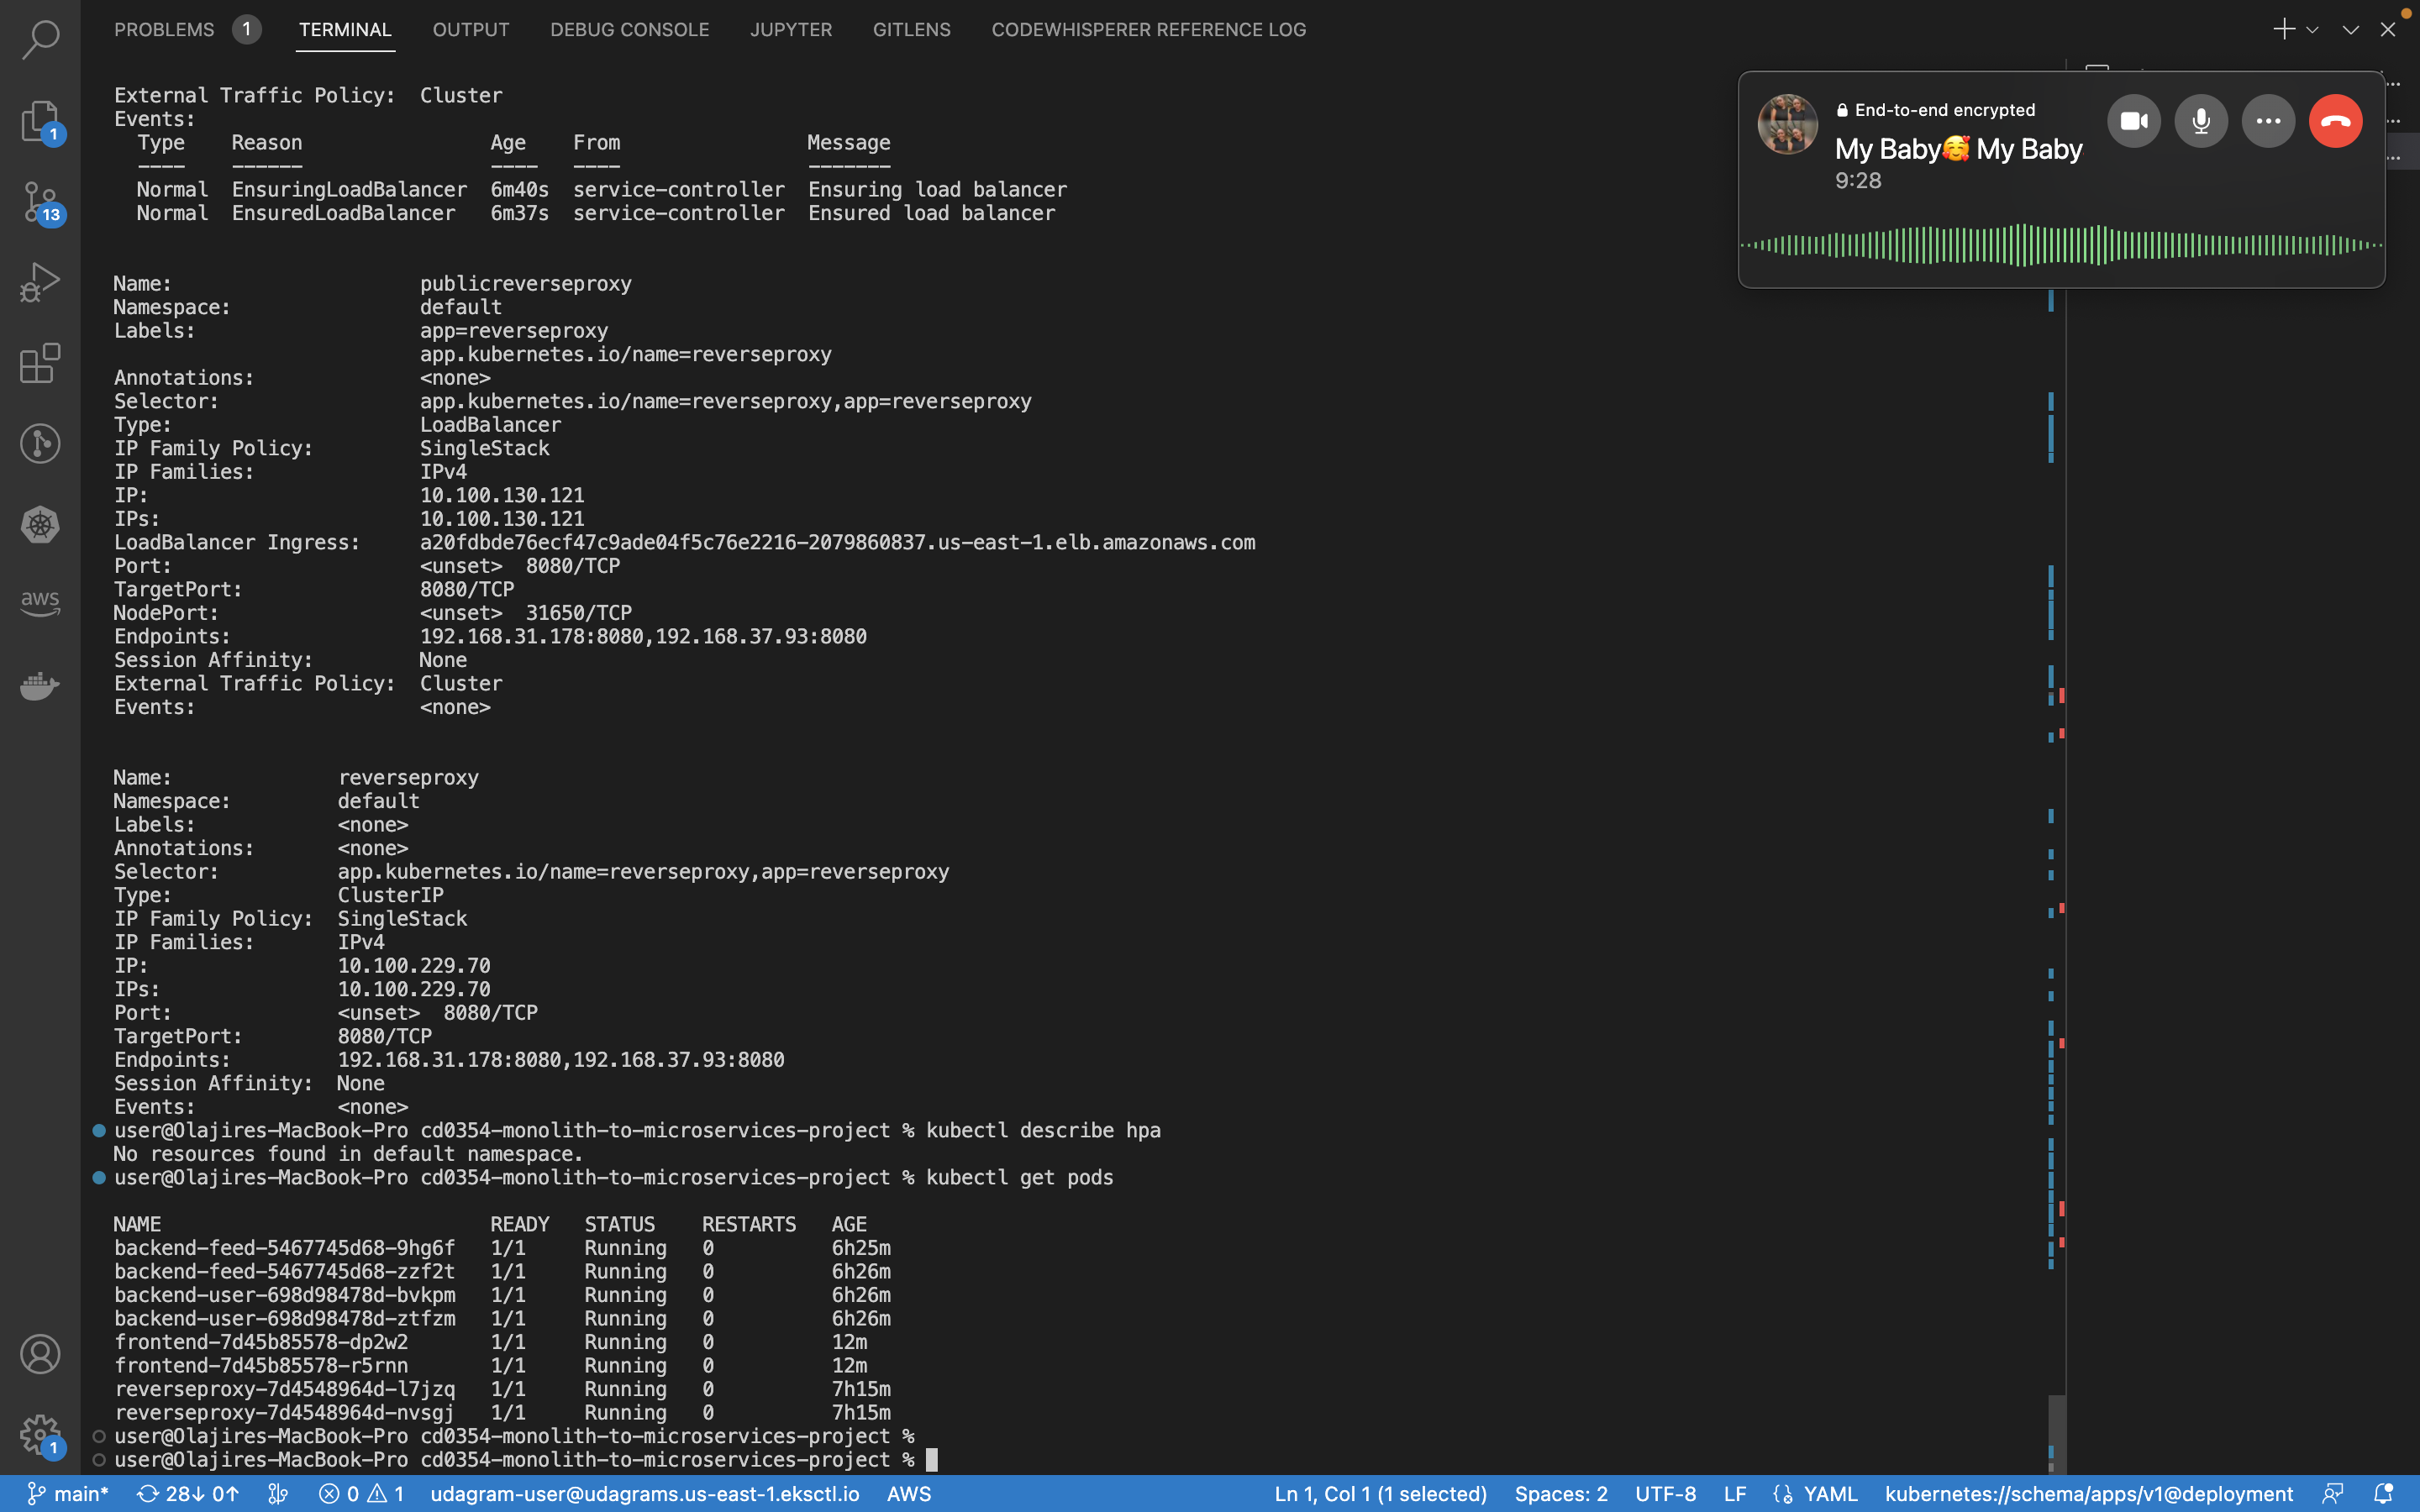 PROBLEMS 1 TERMINAL OUTPUT DEBUG CONSOLE JUPYTER GITLENS CODEWHISPERER REFERENCE LOG
External Traffic Policy:  Cluster
Events:
Type    Reason                Age    From                Message
----    ------                ----   ----                -------
Normal  EnsuringLoadBalancer  6m40s  service-controller  Ensuring load balancer
Normal  EnsuredLoadBalancer   6m37s  service-controller  Ensured load balancer
End-to-end encrypted
My Baby🥰 My Baby
9:28
Name:                     publicreverseproxy
Namespace:                default
Labels:                   app=reverseproxy
app.kubernetes.io/name=reverseproxy
Annotations:              <none>
Selector:                 app.kubernetes.io/name=reverseproxy,app=reverseproxy
Type:                     LoadBalancer
IP Family Policy:         SingleStack
IP Families:              IPv4
IP:                       10.100.130.121
IPs:                      10.100.130.121
LoadBalancer Ingress:     a20fdbde76ecf47c9ade04f5c76e2216-2079860837.us-east-1.elb.amazonaws.com
Port:                     <unset>  8080/TCP
TargetPort:               8080/TCP
NodePort:                 <unset>  31650/TCP
Endpoints:                192.168.31.178:8080,192.168.37.93:8080
Session Affinity:         None
External Traffic Policy:  Cluster
Events:                   <none>
Name:              reverseproxy
Namespace:         default
Labels:            <none>
Annotations:       <none>
Selector:          app.kubernetes.io/name=reverseproxy,app=reverseproxy
Type:              ClusterIP
IP Family Policy:  SingleStack
IP Families:       IPv4
IP:                10.100.229.70
IPs:               10.100.229.70
Port:              <unset>  8080/TCP
TargetPort:        8080/TCP
Endpoints:         192.168.31.178:8080,192.168.37.93:8080
Session Affinity:  None
Events:            <none>
user@Olajires-MacBook-Pro cd0354-monolith-to-microservices-project % kubectl describe hpa
No resources found in default namespace.
user@Olajires-MacBook-Pro cd0354-monolith-to-microservices-project % kubectl get pods
NAME                            READY   STATUS    RESTARTS   AGE
backend-feed-5467745d68-9hg6f   1/1     Running   0          6h25m
backend-feed-5467745d68-zzf2t   1/1     Running   0          6h26m
backend-user-698d98478d-bvkpm   1/1     Running   0          6h26m
backend-user-698d98478d-ztfzm   1/1     Running   0          6h26m
frontend-7d45b85578-dp2w2       1/1     Running   0          12m
frontend-7d45b85578-r5rnn       1/1     Running   0          12m
reverseproxy-7d4548964d-l7jzq   1/1     Running   0          7h15m
reverseproxy-7d4548964d-nvsgj   1/1     Running   0          7h15m
user@Olajires-MacBook-Pro cd0354-monolith-to-microservices-project %
user@Olajires-MacBook-Pro cd0354-monolith-to-microservices-project %
1
13
aws
1
main* 28↓ 0↑ 0 1 udagram-user@udagrams.us-east-1.eksctl.io AWS Ln 1, Col 1 (1 selected) Spaces: 2 UTF-8 LF YAML kubernetes://schema/apps/v1@deployment